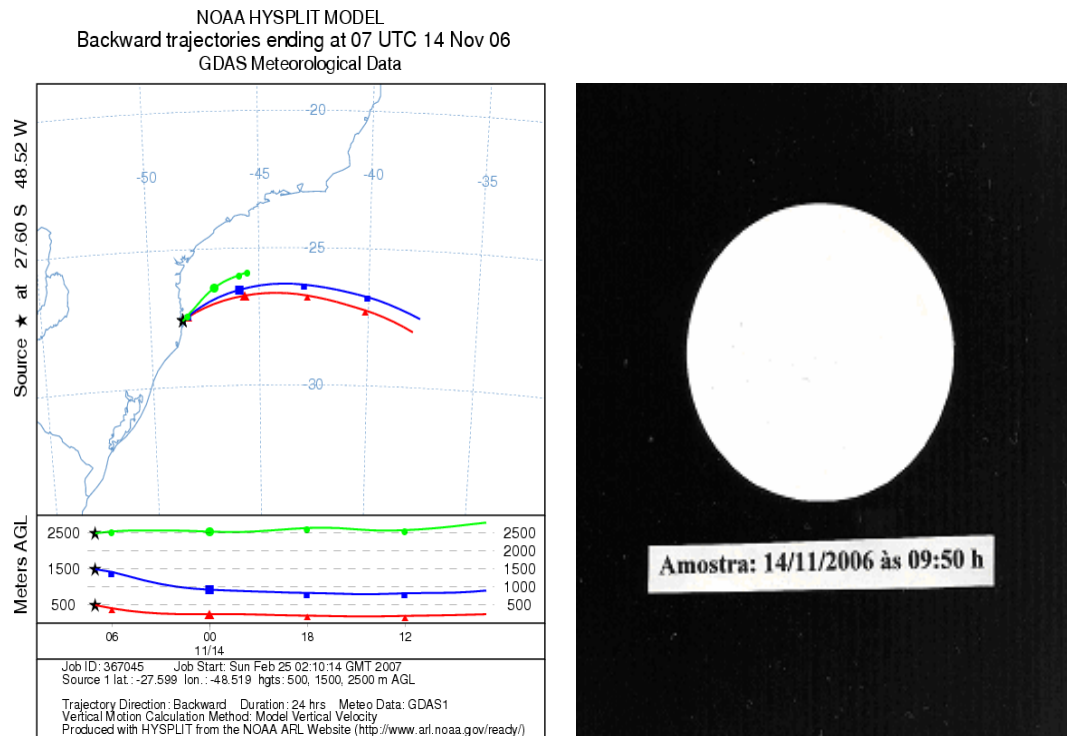 NOAA HYSPLIT MODEL
Backward trajectories ending at 07 UTC 14 Nov 06
GDAS Meteorological Data
Source ★ at 27.60 S 48.52 W
-20
-50
-45
-40
-35
-25
-30
Meters AGL
2500
1500
500
2500
2000
1500
1000
500
06
00
18
12
11/14
Job ID: 367045 Job Start: Sun Feb 25 02:10:14 GMT 2007
Source 1 lat.: -27.599 lon.: -48.519 hgts: 500, 1500, 2500 m AGL
Trajectory Direction: Backward Duration: 24 hrs Meteo Data: GDAS1
Vertical Motion Calculation Method: Model Vertical Velocity
Produced with HYSPLIT from the NOAA ARL Website (http://www.arl.noaa.gov/ready/)
Amostra: 14/11/2006 às 09:50 h